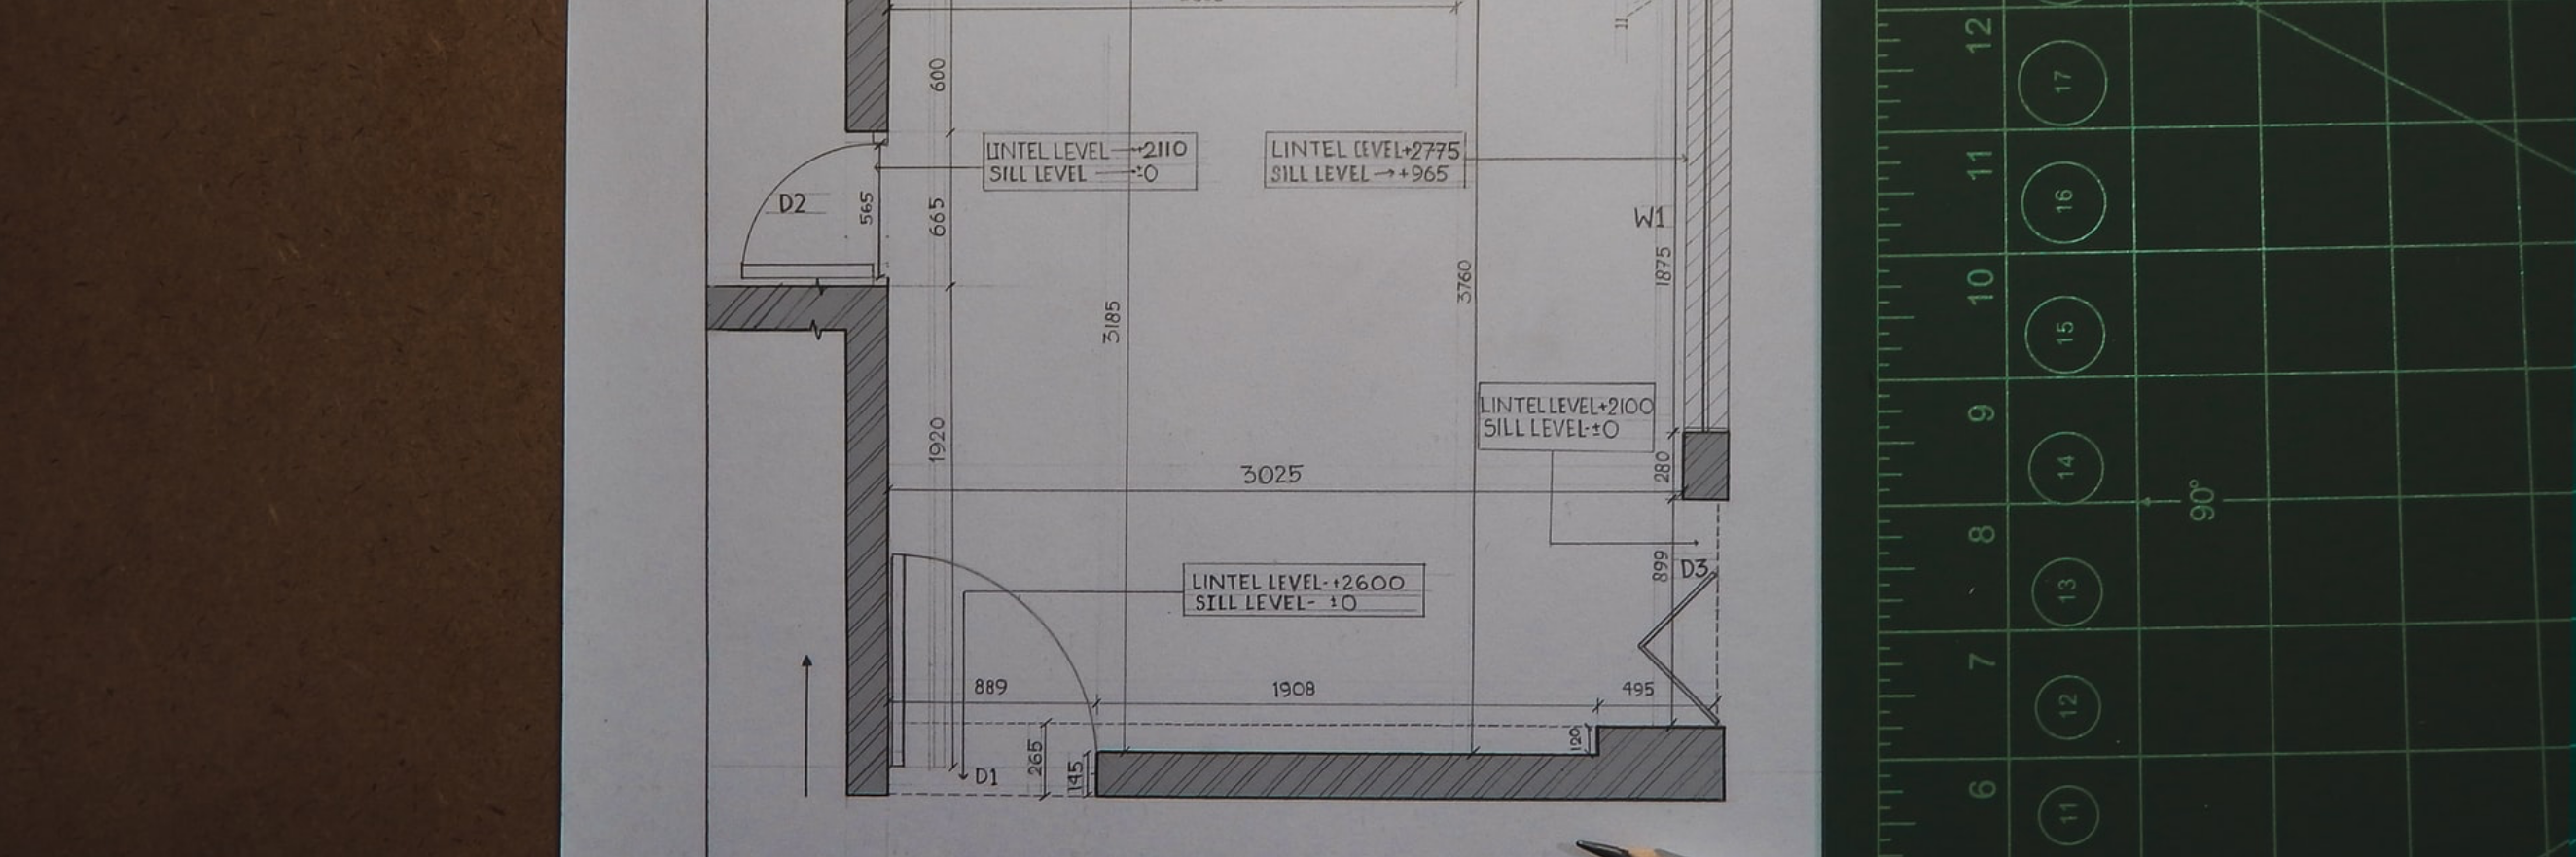 600
LINTEL LEVEL→+2110
SILL LEVEL →±0
LINTEL LEVEL+2775
SILL LEVEL→+965
D2
565
665
W1
1875
3185
3760
1920
LINTEL LEVEL+2100
SILL LEVEL-±0
280
3025
899
D3
LINTEL LEVEL-+2600
SILL LEVEL- ±0
889
1908
495
120
265
145
D1
12
11
10
9
8
7
6
17
16
15
14
13
12
11
90°